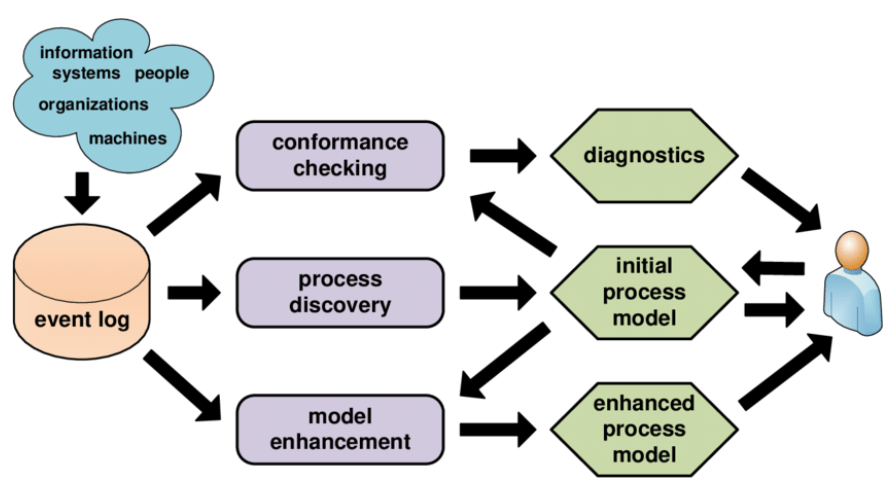 information
systems people
organizations
machines
conformance
checking
diagnostics
event log
process
discovery
initial
process
model
model
enhancement
enhanced
process
model